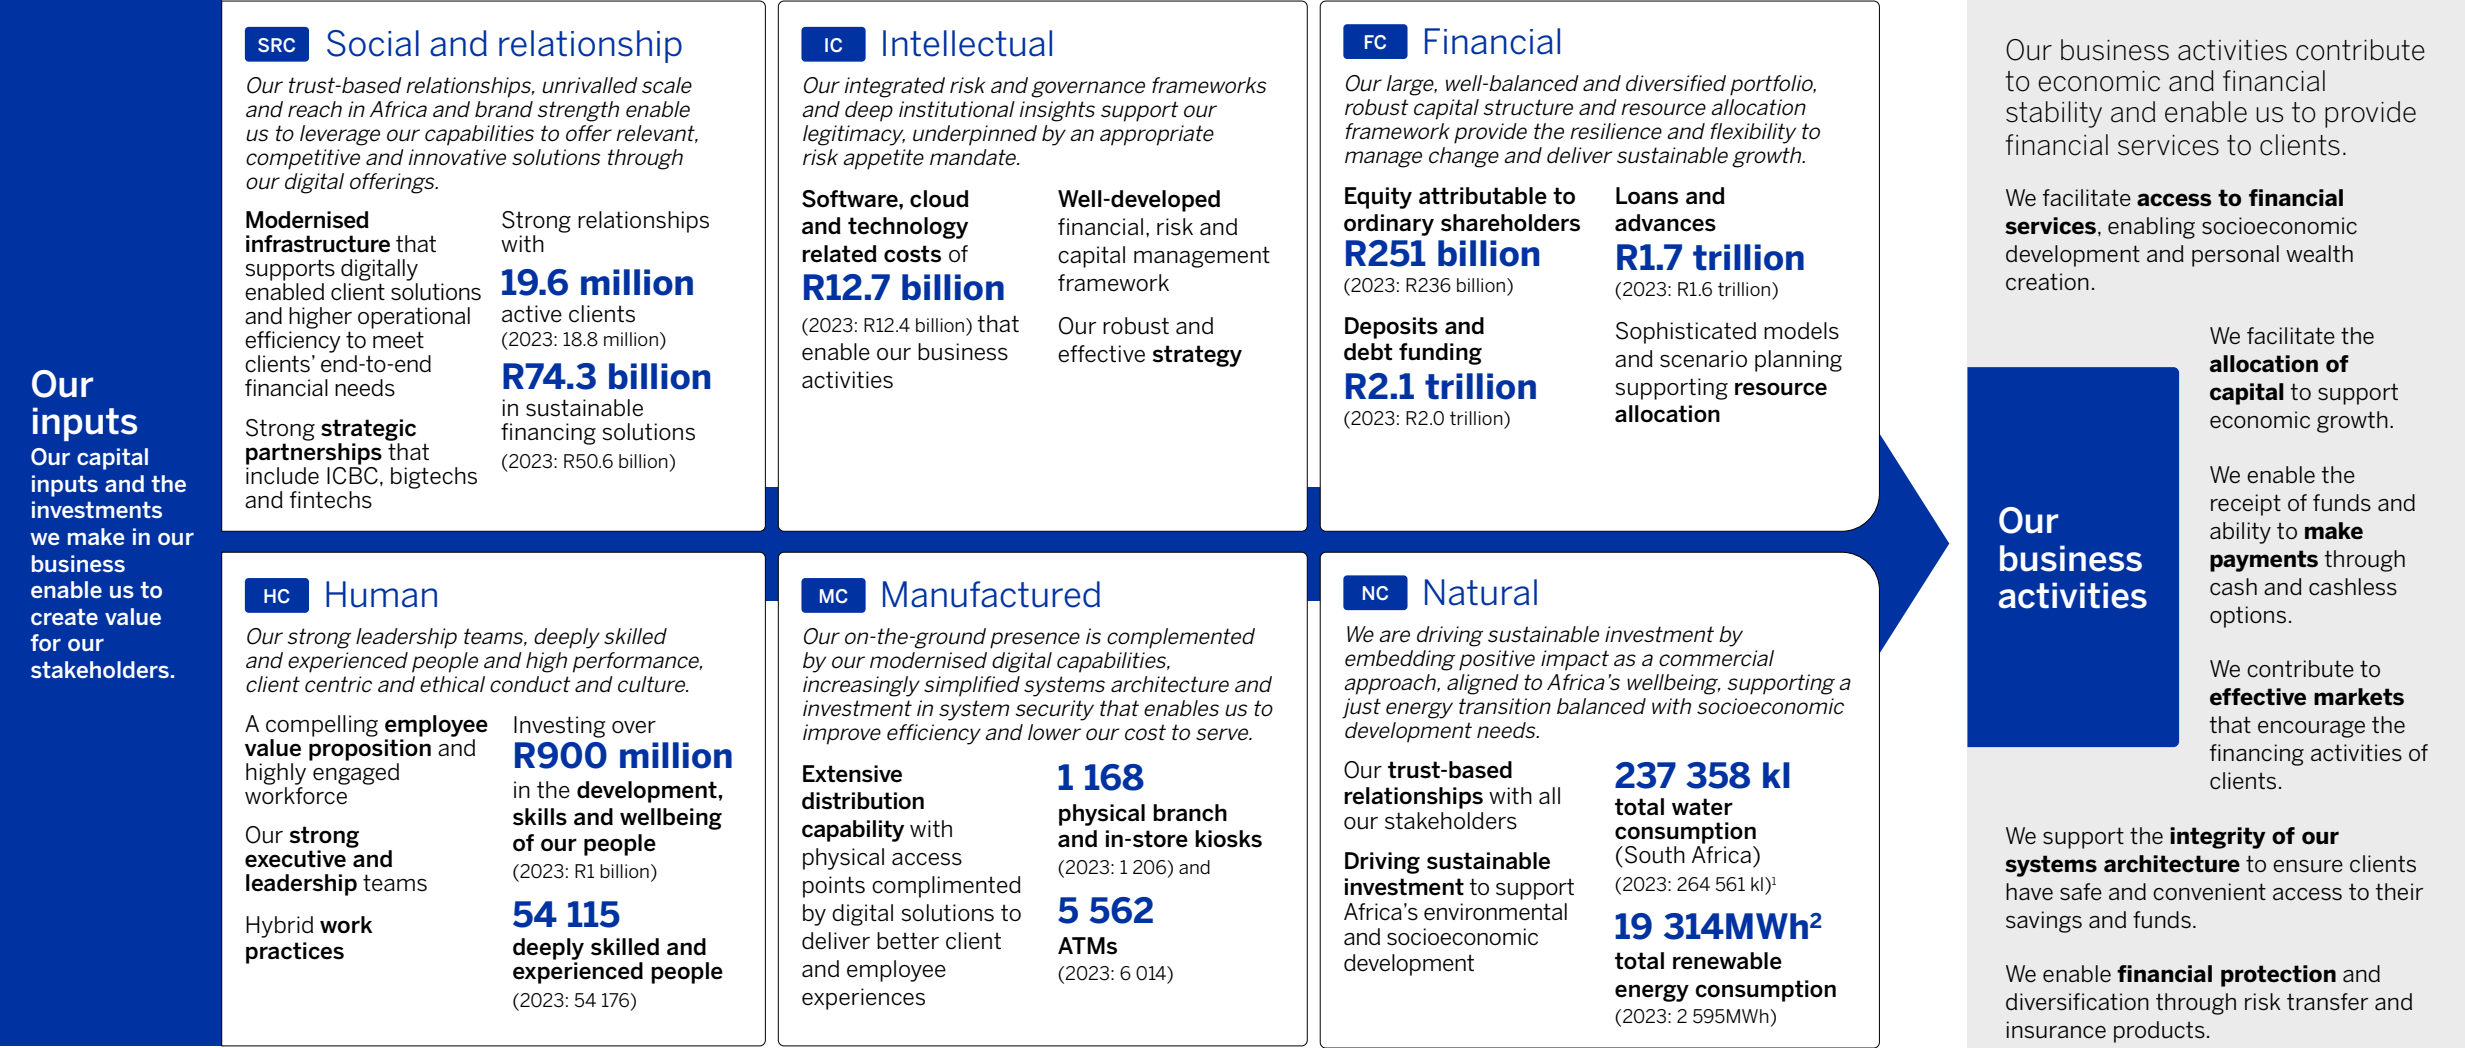 Our
inputs
Our capital
inputs and the
investments
we make in our
business
enable us to
create value
for our
stakeholders.
SRC Social and relationship
Our trust-based relationships, unrivalled scale
and reach in Africa and brand strength enable
us to leverage our capabilities to offer relevant,
competitive and innovative solutions through
our digital offerings.
Modernised
infrastructure that
supports digitally
enabled client solutions
and higher operational
efficiency to meet
clients’ end-to-end
financial needs
Strong strategic
partnerships that
include ICBC, bigtechs
and fintechs
Strong relationships
with
19.6 million
active clients
(2023: 18.8 million)
R74.3 billion
in sustainable
financing solutions
(2023: R50.6 billion)
IC Intellectual
Our integrated risk and governance frameworks
and deep institutional insights support our
legitimacy, underpinned by an appropriate
risk appetite mandate.
Software, cloud
and technology
related costs of
R12.7 billion
(2023: R12.4 billion) that
enable our business
activities
Well-developed
financial, risk and
capital management
framework
Our robust and
effective strategy
FC Financial
Our large, well-balanced and diversified portfolio,
robust capital structure and resource allocation
framework provide the resilience and flexibility to
manage change and deliver sustainable growth.
Equity attributable to
ordinary shareholders
R251 billion
(2023: R236 billion)
Deposits and
debt funding
R2.1 trillion
(2023: R2.0 trillion)
Loans and
advances
R1.7 trillion
(2023: R1.6 trillion)
Sophisticated models
and scenario planning
supporting resource
allocation
HC Human
Our strong leadership teams, deeply skilled
and experienced people and high performance,
client centric and ethical conduct and culture.
A compelling employee
value proposition and
highly engaged
workforce
Our strong
executive and
leadership teams
Hybrid work
practices
Investing over
R900 million
in the development,
skills and wellbeing
of our people
(2023: R1 billion)
54 115
deeply skilled and
experienced people
(2023: 54 176)
MC Manufactured
Our on-the-ground presence is complemented
by our modernised digital capabilities,
increasingly simplified systems architecture and
investment in system security that enables us to
improve efficiency and lower our cost to serve.
Extensive
distribution
capability with
physical access
points complimented
by digital solutions to
deliver better client
and employee
experiences
1 168
physical branch
and in-store kiosks
(2023: 1 206) and
5 562
ATMs
(2023: 6 014)
NC Natural
We are driving sustainable investment by
embedding positive impact as a commercial
approach, aligned to Africa’s wellbeing, supporting a
just energy transition balanced with socioeconomic
development needs.
Our trust-based
relationships with all
our stakeholders
Driving sustainable
investment to support
Africa’s environmental
and socioeconomic
development
237 358 kl
total water
consumption
(South Africa)
(2023: 264 561 kl)¹
19 314MWh²
total renewable
energy consumption
(2023: 2 595MWh)
Our business activities contribute
to economic and financial
stability and enable us to provide
financial services to clients.
We facilitate access to financial
services, enabling socioeconomic
development and personal wealth
creation.
Our
business
activities
We facilitate the
allocation of
capital to support
economic growth.
We enable the
receipt of funds and
ability to make
payments through
cash and cashless
options.
We contribute to
effective markets
that encourage the
financing activities of
clients.
We support the integrity of our
systems architecture to ensure clients
have safe and convenient access to their
savings and funds.
We enable financial protection and
diversification through risk transfer and
insurance products.